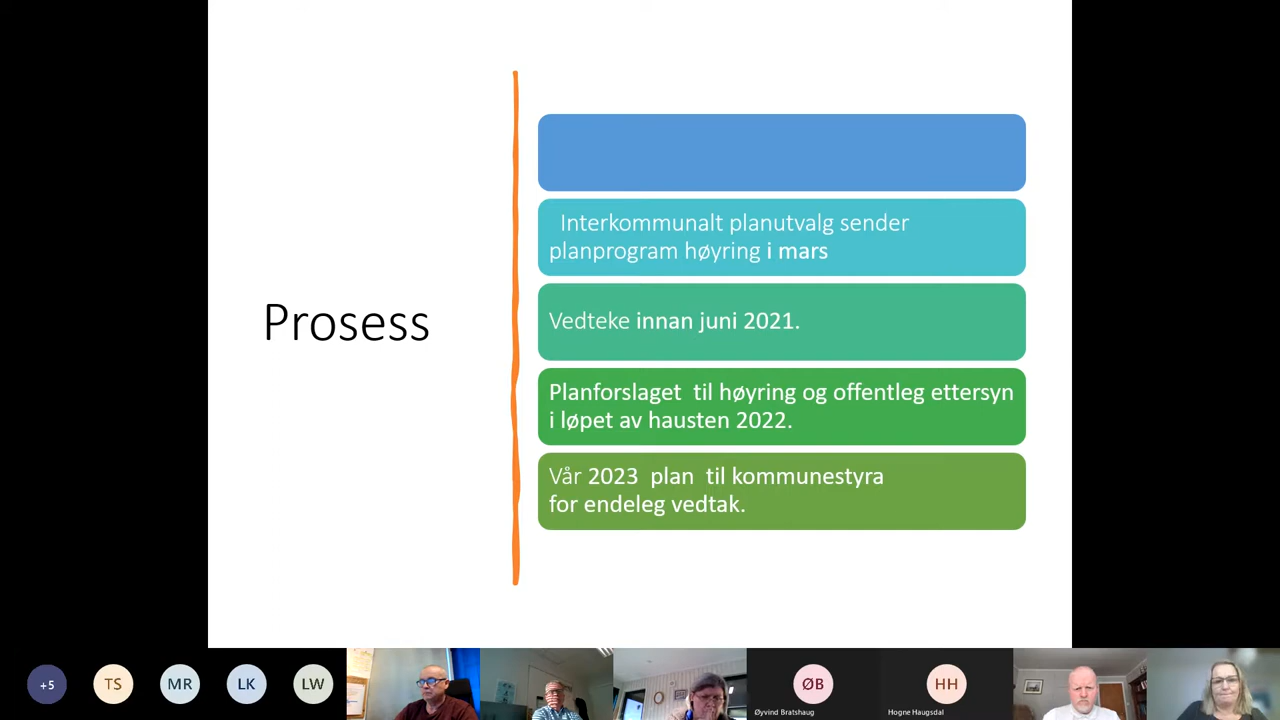 Prosess
Interkommunalt planutvalg sender
planprogram høyring i mars
Vedteke innan juni 2021.
Planforslaget til høyring og offentleg ettersyn
i løpet av hausten 2022.
Vår 2023 plan til kommunestyra
for endeleg vedtak.
+5
TS
MR
LK
LW
ØB
Øyvind Bratshaug
HH
Hogne Haugsdal